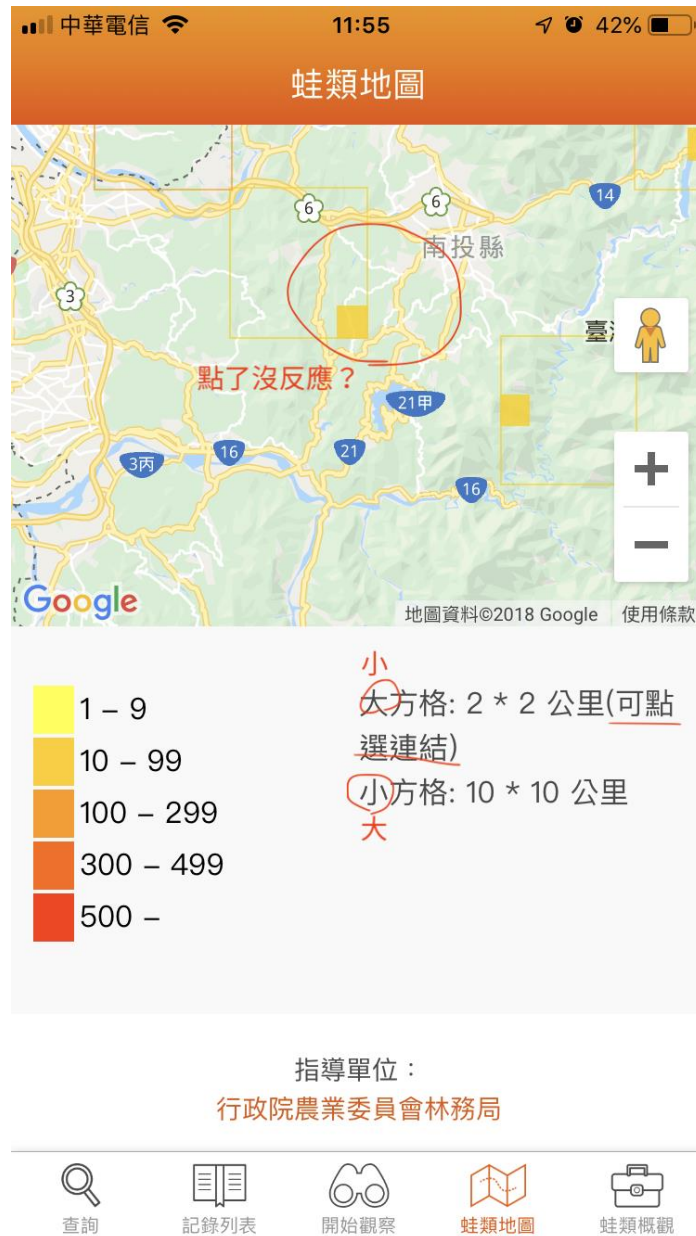 中華電信
11:55
42%
蛙類地圖
14
6
6
南投縣
3
點了沒反應？
21甲
3丙
16
21
16
Google
地圖資料©2018 Google
使用條款
小
1 – 9
大方格: 2 * 2 公里(可點
選連結)
10 – 99
小方格: 10 * 10 公里
100 – 299
大
300 – 499
500 –
指導單位：
行政院農業委員會林務局
查詢
記錄列表
開始觀察
蛙類地圖
蛙類概觀